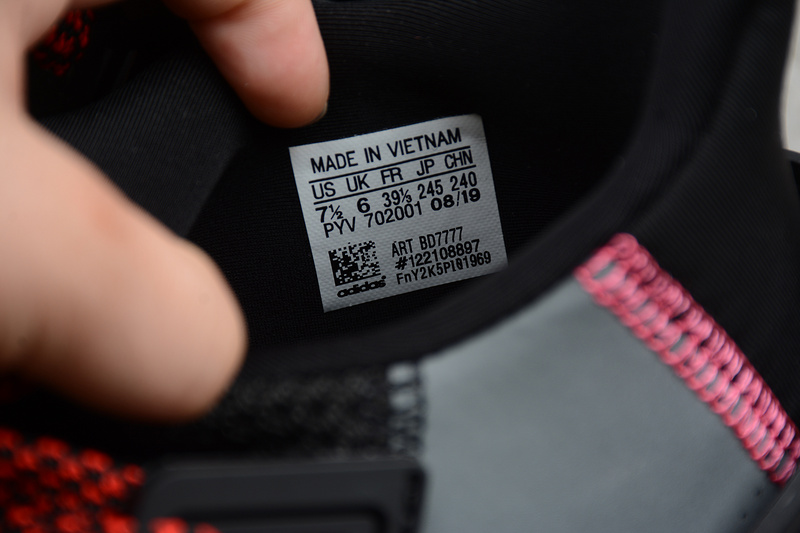 MADE IN VIETNAM
US UK FR JP CHN
7½ 6 39⅓ 245 240
PYV 702001 08/19
ART BD7777
#122108897
FnY2K5PIQ1969
adidas